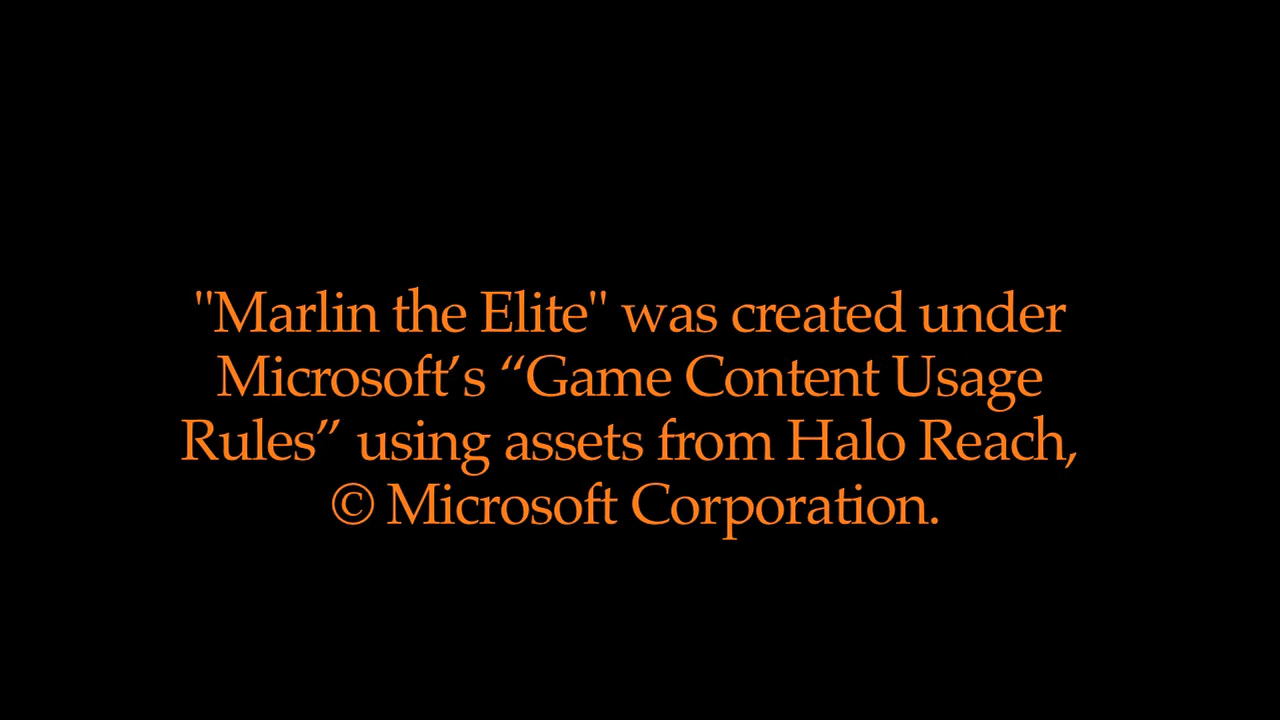 "Marlin the Elite" was created under
Microsoft’s “Game Content Usage
Rules” using assets from Halo Reach,
© Microsoft Corporation.